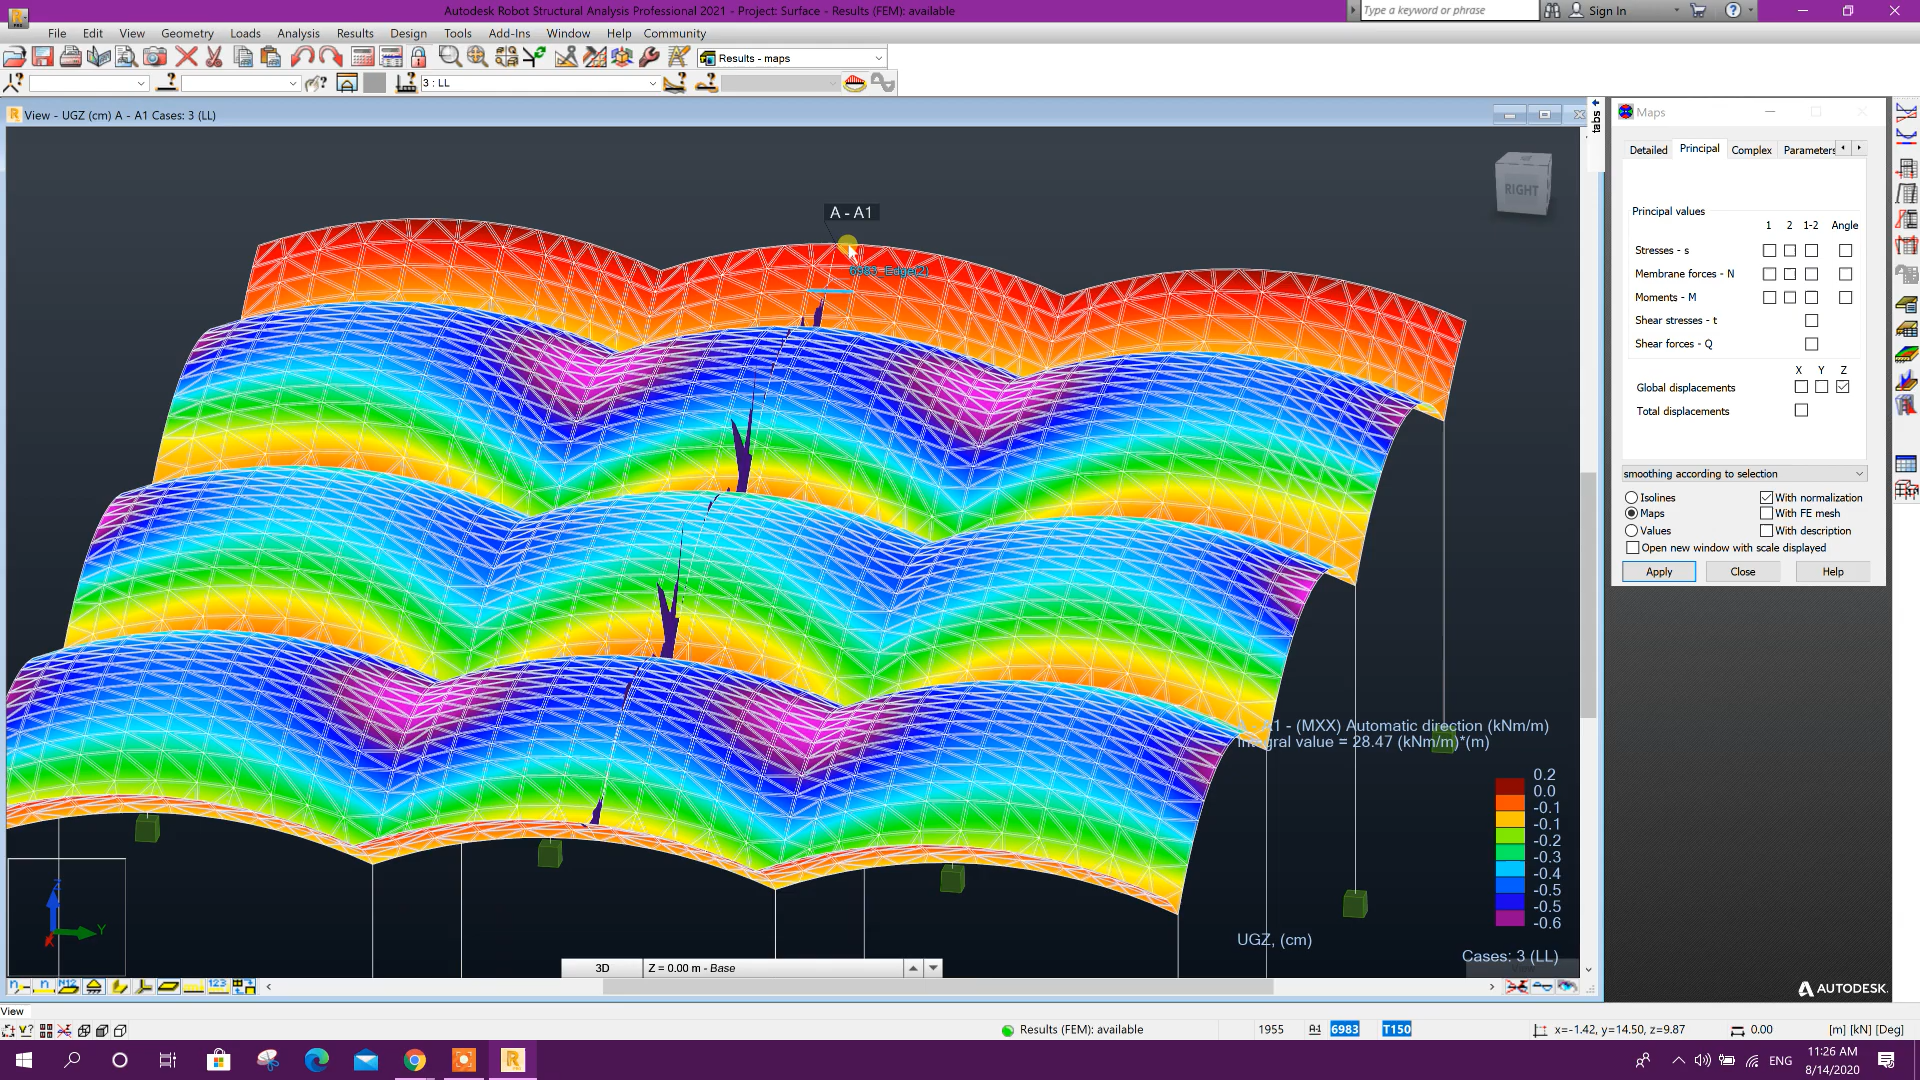 Autodesk Robot Structural Analysis Professional 2021 - Project: Surface - Results (FEM): available
Type a keyword or phrase
Sign In
File Edit View Geometry Loads Analysis Results Design Tools Add-Ins Window Help Community
Results - maps
3 : LL
View - UGZ (cm) A - A1 Cases: 3 (LL)
tabs
Maps
Detailed Principal Complex Parameters
RIGHT
A - A1
6983_Edge(2)
Principal values
1 2 1-2 Angle
Stresses - s
Membrane forces - N
Moments - M
Shear stresses - t
Shear forces - Q
X Y Z
Global displacements
Total displacements
smoothing according to selection
Isolines With normalization
Maps With FE mesh
Values With description
Open new window with scale displayed
Apply Close Help
1 - (MXX) Automatic direction (kNm/m)
Integral value = 28.47 (kNm/m)*(m)
0.2
0.0
-0.1
-0.1
-0.2
-0.3
-0.4
-0.5
-0.5
-0.6
UGZ, (cm)
Cases: 3 (LL)
Z
Y
X
3D Z = 0.00 m - Base
AUTODESK.
View
Results (FEM): available 1955 6983 T150 x=-1.42, y=14.50, z=9.87 0.00 [m] [kN] [Deg]
ENG
11:26 AM
8/14/2020